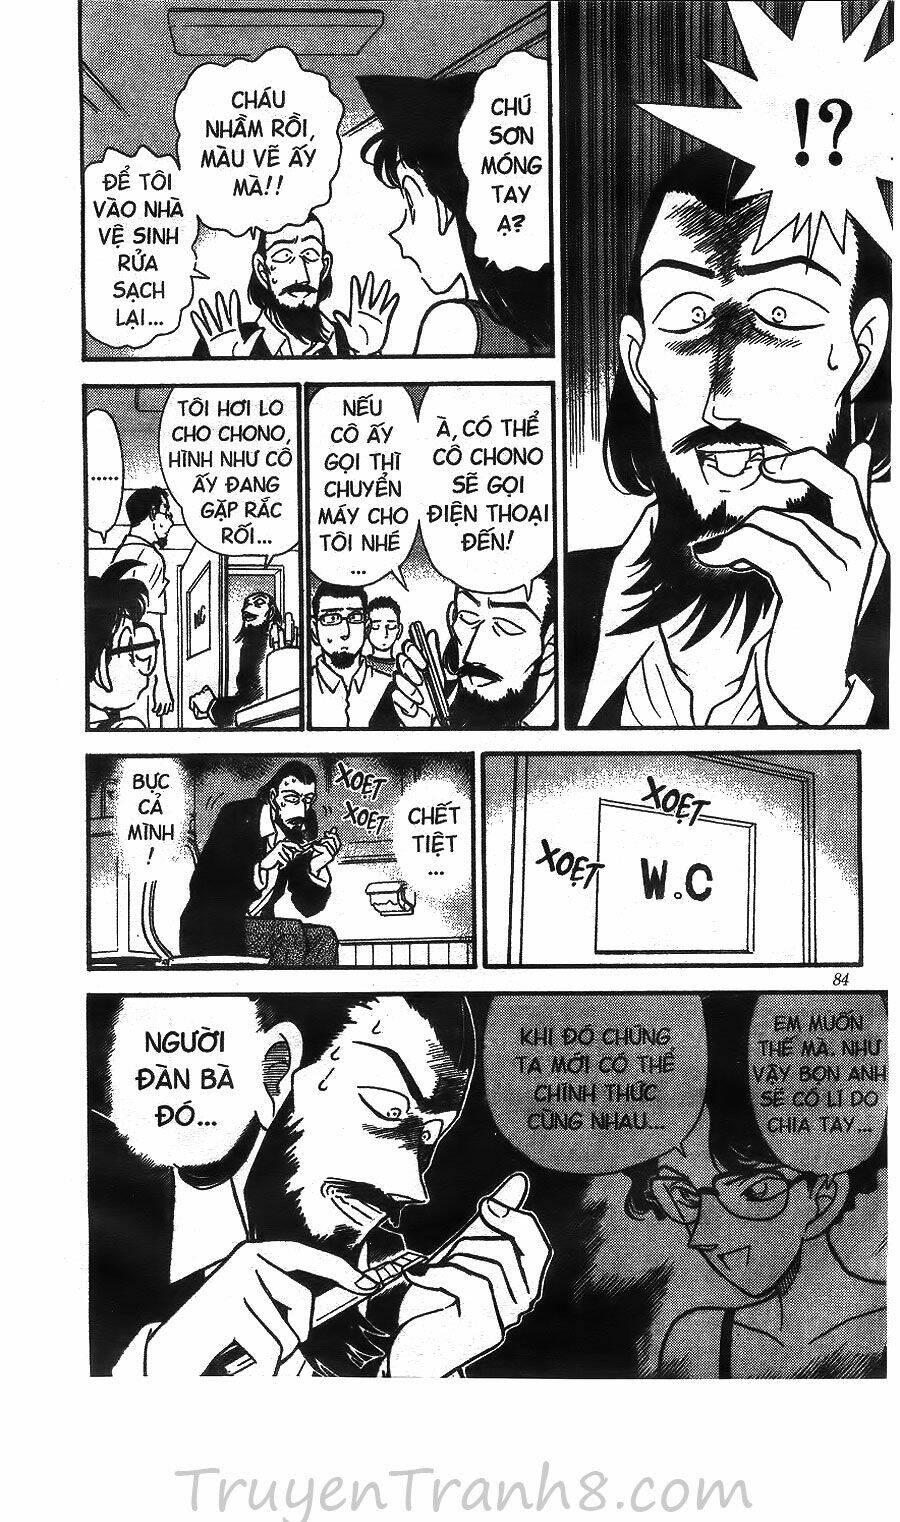 !?
CHÚ
SƠN
MÓNG
TAY
Ạ?
CHÁU
NHẦM RỒI,
MÀU VẼ ẤY
MÀ!!
ĐỂ TÔI
VÀO NHÀ
VỆ SINH
RỬA
SẠCH
LẠI...
À, CÓ THỂ
CÔ CHONO
SẼ GỌI
ĐIỆN THOẠI
ĐẾN!
NẾU
CÔ ẤY
GỌI THÌ
CHUYỂN
MÁY CHO
TÔI NHÉ
...
TÔI HƠI LO
CHO CHONO,
HÌNH NHƯ CÔ
ẤY ĐANG
GẶP RẮC
RỐI...
......
WC
XOẸT
XOẸT
W.C
XOẸT
XOẸT
CHẾT
TIỆT
...
BỰC
CẢ
MÌNH
!
84
EM MUỐN
THẾ MÀ. NHƯ
VẬY BỌN ANH
SẼ CÓ LÍ DO
CHIA TAY...
KHI ĐÓ CHÚNG
TA MỚI CÓ THỂ
CHÍNH THỨC
CÙNG NHAU...
NGƯỜI
ĐÀN BÀ
ĐÓ...
TruyenTranh8.com